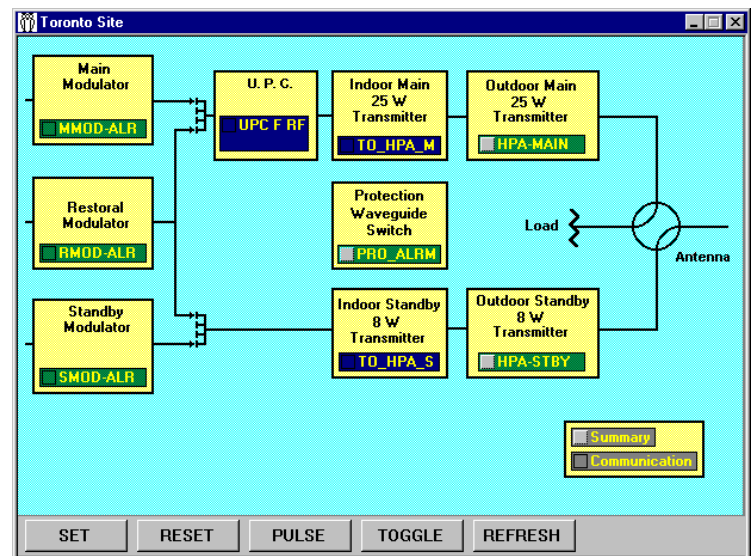 Toronto Site
Main
Modulator
MMOD-ALR
U. P. C.
UPC F RF
Indoor Main
25 W
Transmitter
TO_HPA_M
Outdoor Main
25 W
Transmitter
HPA-MAIN
Restoral
Modulator
RMOD-ALR
Protection
Waveguide
Switch
PRO_ALRM
Load
Antenna
Standby
Modulator
SMOD-ALR
Indoor Standby
8 W
Transmitter
TO_HPA_S
Outdoor Standby
8 W
Transmitter
HPA-STBY
Summary
Communication
SET
RESET
PULSE
TOGGLE
REFRESH